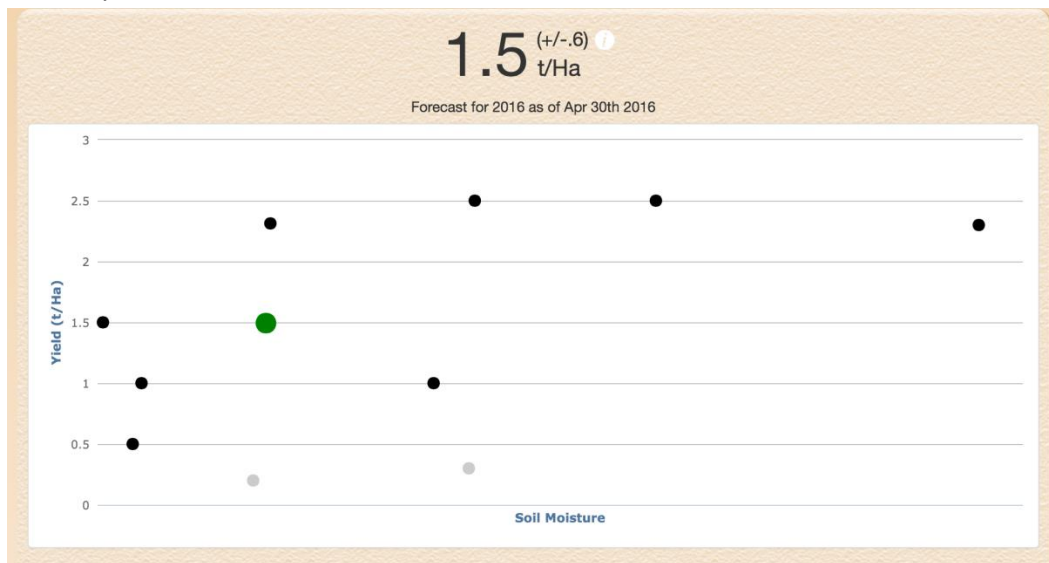 1.5 (+/-.6) i
t/Ha
Forecast for 2016 as of Apr 30th 2016
3
2.5
2
1.5
1
0.5
0
Yield (t/Ha)
Soil Moisture